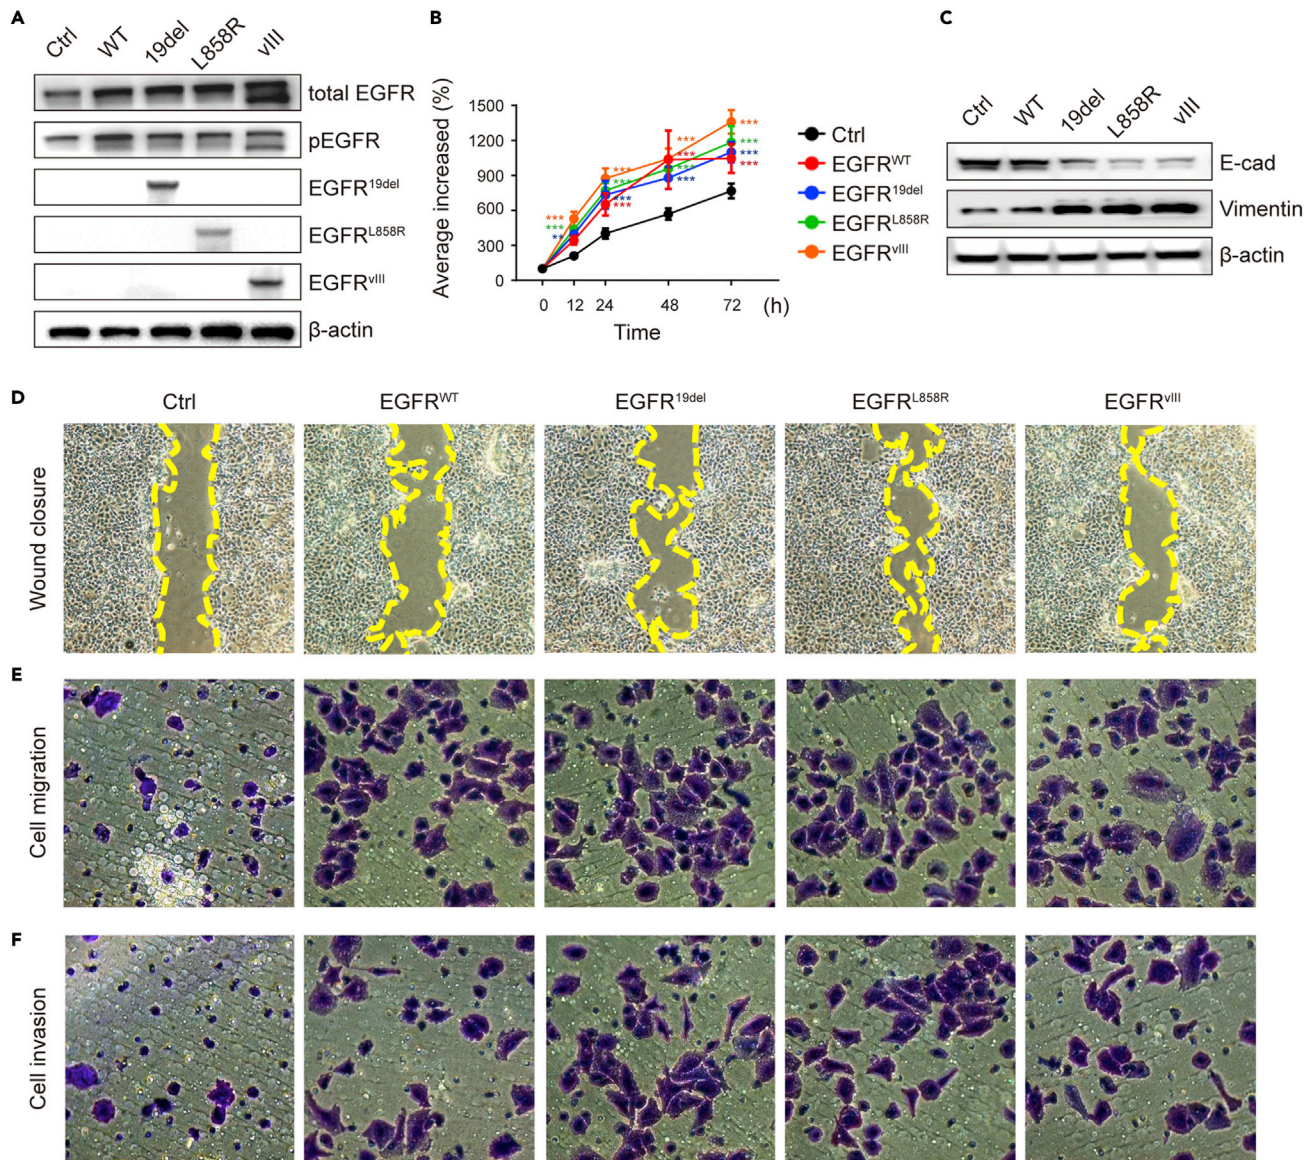 A
Ctrl WT 19del L858R vIII
total EGFR
pEGFR
EGFR19del
EGFRL858R
EGFRvIII
β-actin
B
Average increased (%)
1500
1200
900
600
300
0
*** *** **
*** *** *** ***
*** *** *** ***
*** *** *** ***
0 12 24 48 72 (h)
Time
Ctrl
EGFRWT
EGFR19del
EGFRL858R
EGFRvIII
C
Ctrl WT 19del L858R vIII
E-cad
Vimentin
β-actin
D
Ctrl EGFRWT EGFR19del EGFRL858R EGFRvIII
Wound closure
E
Cell migration
F
Cell invasion